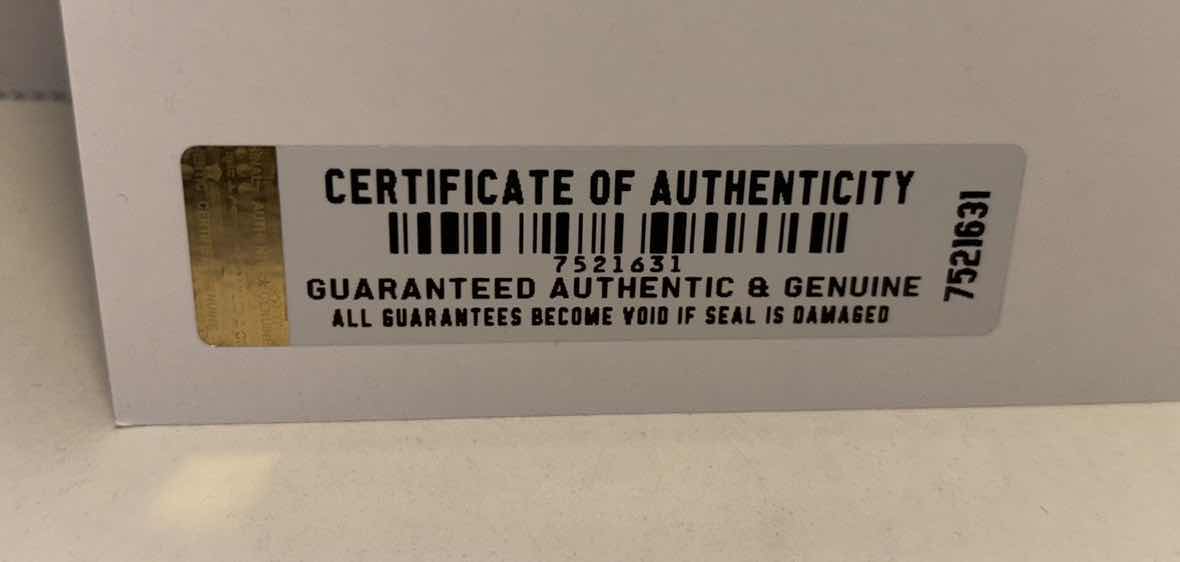 CERTIFICATE OF AUTHENTICITY
7521631
GUARANTEED AUTHENTIC & GENUINE
ALL GUARANTEES BECOME VOID IF SEAL IS DAMAGED
7521631